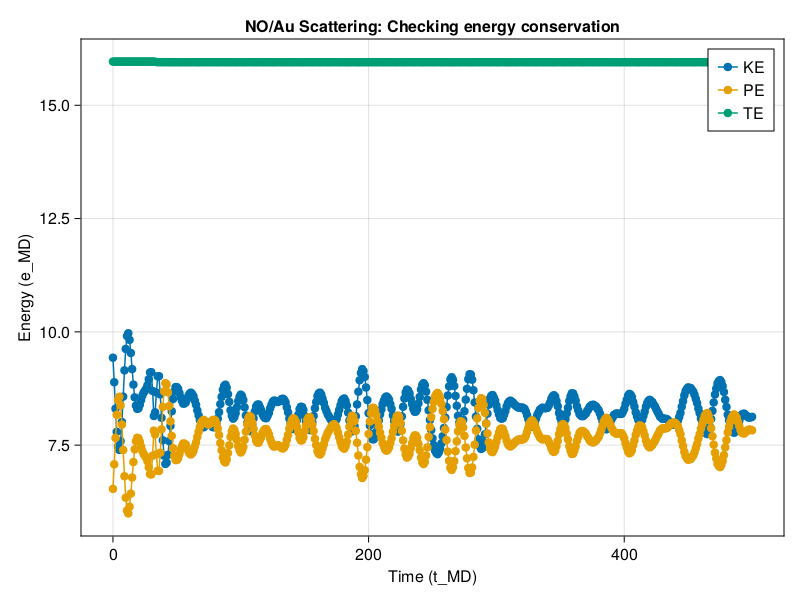 NO/Au Scattering: Checking energy conservation
KE
PE
TE
15.0
12.5
10.0
7.5
Energy (e_MD)
0
200
400
Time (t_MD)